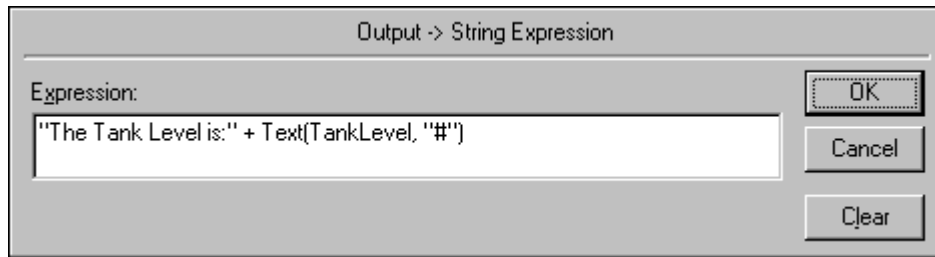 Output -> String Expression
Expression:
OK
"The Tank Level is:" + Text(TankLevel, "#")
Cancel
Clear